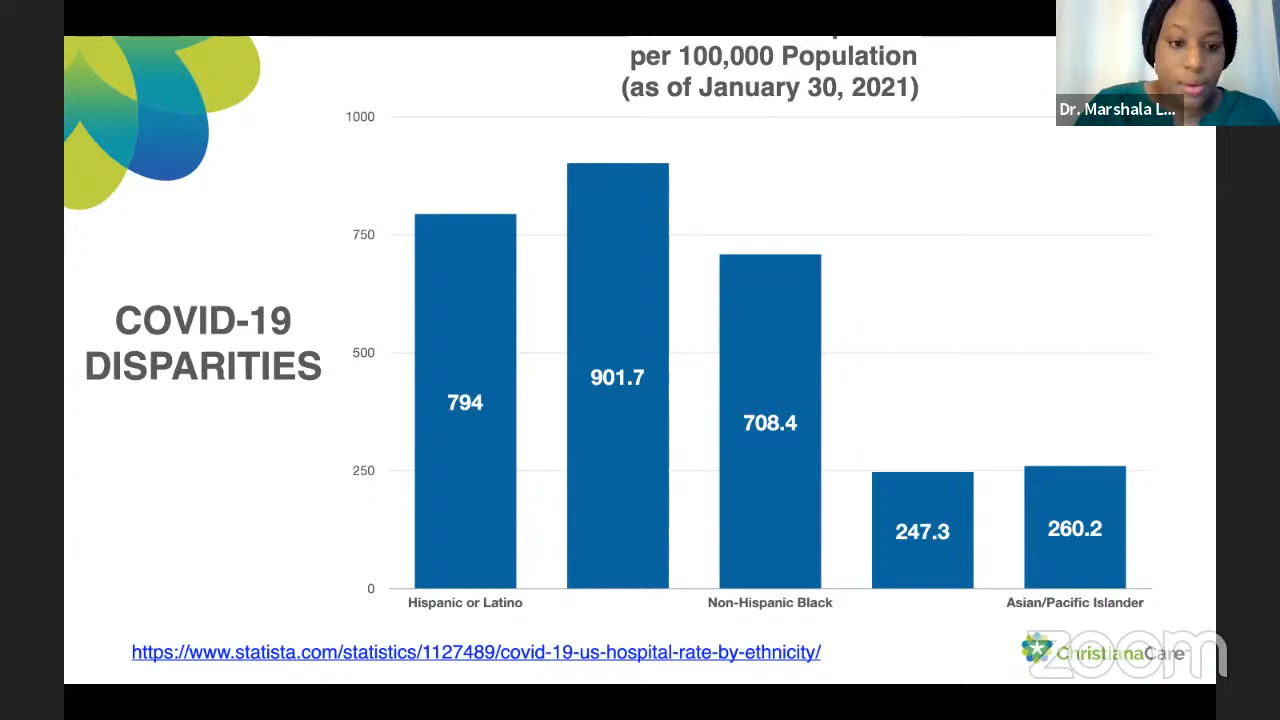 per 100,000 Population
(as of January 30, 2021)
Dr. Marshala L...
1000
750
500
250
0
COVID-19
DISPARITIES
794
901.7
708.4
247.3
260.2
Hispanic or Latino
Non-Hispanic Black
Asian/Pacific Islander
https://www.statista.com/statistics/1127489/covid-19-us-hospital-rate-by-ethnicity/
ChristianaCare
zoom